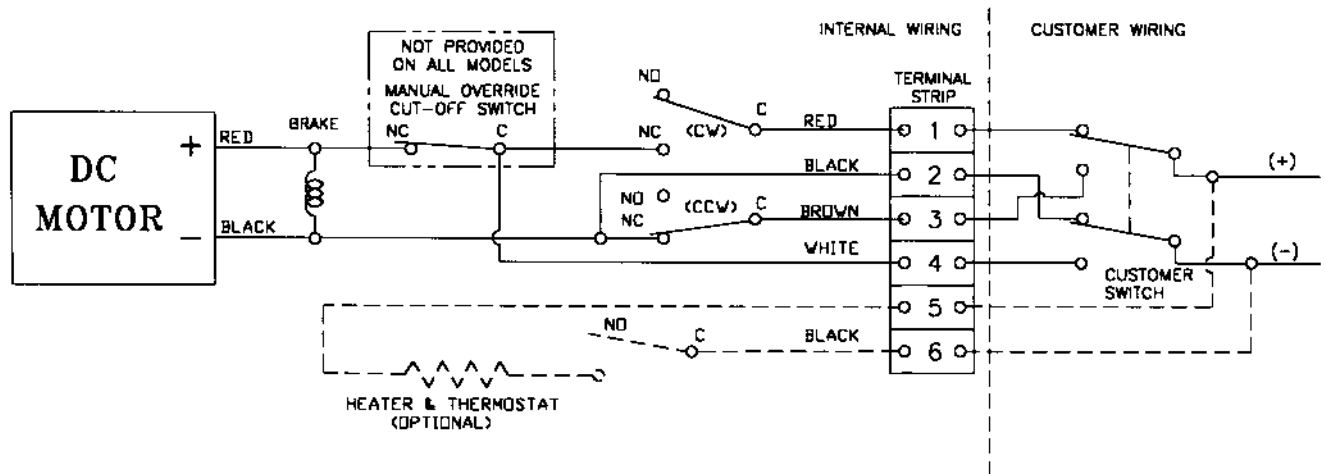 INTERNAL WIRING
CUSTOMER WIRING
NOT PROVIDED
ON ALL MODELS
MANUAL OVERRIDE
CUT-OFF SWITCH
NC
C
DC
MOTOR
+
−
RED
BLACK
BRAKE
NO
NC
(CW)
C
RED
BLACK
NO
NC
(CCW)
C
BROWN
WHITE
TERMINAL
STRIP
1
2
3
4
5
6
(+)
(-)
CUSTOMER
SWITCH
NO
C
BLACK
HEATER & THERMOSTAT
(OPTIONAL)